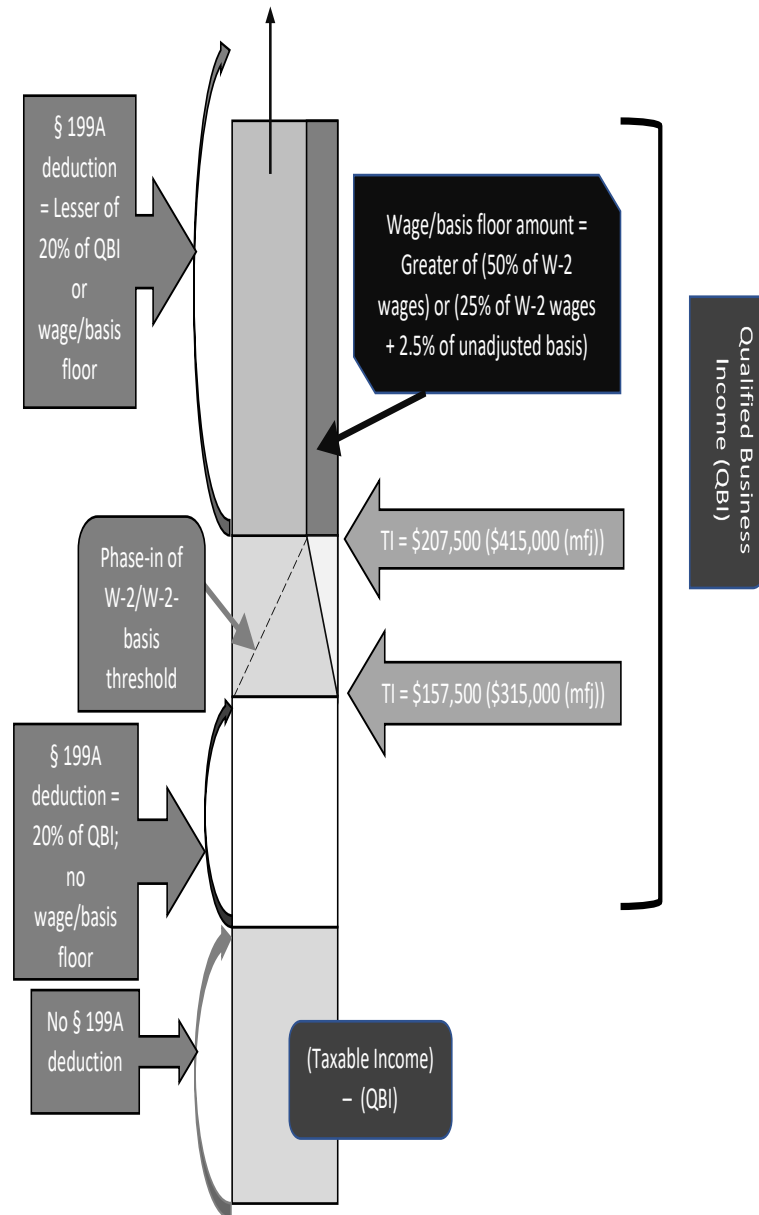 § 199A
deduction
= Lesser of
20% of QBI
or
wage/basis
floor
Wage/basis floor amount =
Greater of (50% of W-2
wages) or (25% of W-2 wages
+ 2.5% of unadjusted basis)
Qualified Business
Income (QBI)
TI = $207,500 ($415,000 (mfj))
Phase-in of
W-2/W-2-
basis
threshold
TI = $157,500 ($315,000 (mfj))
§ 199A
deduction =
20% of QBI;
no
wage/basis
floor
No § 199A
deduction
(Taxable Income)
– (QBI)